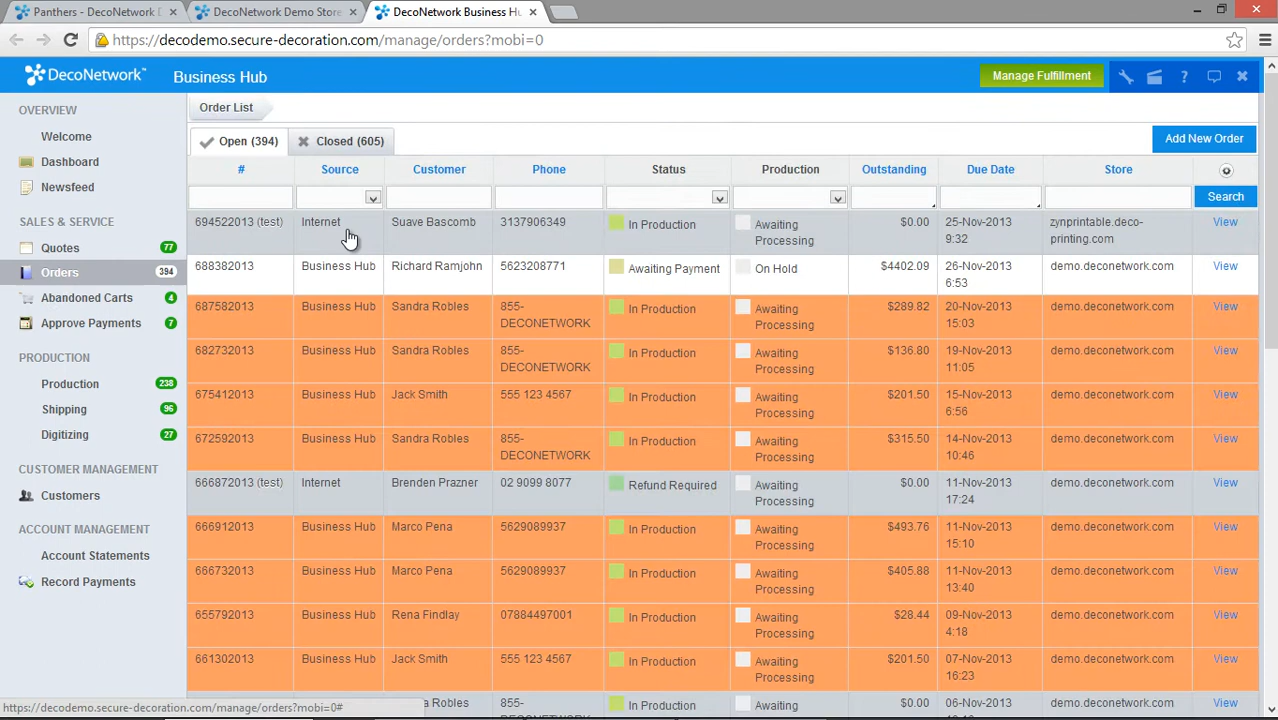 Panthers - DecoNetwork D
DecoNetwork Demo Store
DecoNetwork Business Hu
https://decodemo.secure-decoration.com/manage/orders?mobi=0
DecoNetwork™
Business Hub
Manage Fulfillment
OVERVIEW
Welcome
Dashboard
Newsfeed
SALES & SERVICE
Quotes 77
Orders 394
Abandoned Carts 4
Approve Payments 7
PRODUCTION
Production 238
Shipping 96
Digitizing 27
CUSTOMER MANAGEMENT
Customers
ACCOUNT MANAGEMENT
Account Statements
Record Payments
Order List
Open (394) Closed (605)
Add New Order
# Source Customer Phone Status Production Outstanding Due Date Store
Search
694522013 (test) Internet Suave Bascomb 3137906349 In Production Awaiting Processing $0.00 25-Nov-2013 9:32 zynprintable.deco-printing.com View
688382013 Business Hub Richard Ramjohn 5623208771 Awaiting Payment On Hold $4402.09 26-Nov-2013 6:53 demo.deconetwork.com View
687582013 Business Hub Sandra Robles 855-DECONETWORK In Production Awaiting Processing $289.82 20-Nov-2013 15:03 demo.deconetwork.com View
682732013 Business Hub Sandra Robles 855-DECONETWORK In Production Awaiting Processing $136.80 19-Nov-2013 11:05 demo.deconetwork.com View
675412013 Business Hub Jack Smith 555 123 4567 In Production Awaiting Processing $201.50 15-Nov-2013 6:56 demo.deconetwork.com View
672592013 Business Hub Sandra Robles 855-DECONETWORK In Production Awaiting Processing $315.50 14-Nov-2013 10:46 demo.deconetwork.com View
666872013 (test) Internet Brenden Prazner 02 9099 8077 Refund Required Awaiting Processing $0.00 11-Nov-2013 17:24 demo.deconetwork.com View
666912013 Business Hub Marco Pena 5629089937 In Production Awaiting Processing $493.76 11-Nov-2013 15:10 demo.deconetwork.com View
666732013 Business Hub Marco Pena 5629089937 In Production Awaiting Processing $405.88 11-Nov-2013 13:40 demo.deconetwork.com View
655792013 Business Hub Rena Findlay 07884497001 In Production Awaiting Processing $28.44 09-Nov-2013 4:18 demo.deconetwork.com View
661302013 Business Hub Jack Smith 555 123 4567 In Production Awaiting Processing $201.50 07-Nov-2013 16:23 demo.deconetwork.com View
Robles 855- In Production Awaiting $0.00 06-Nov-2013 demo.deconetwork.com View
https://decodemo.secure-decoration.com/manage/orders?mobi=0#